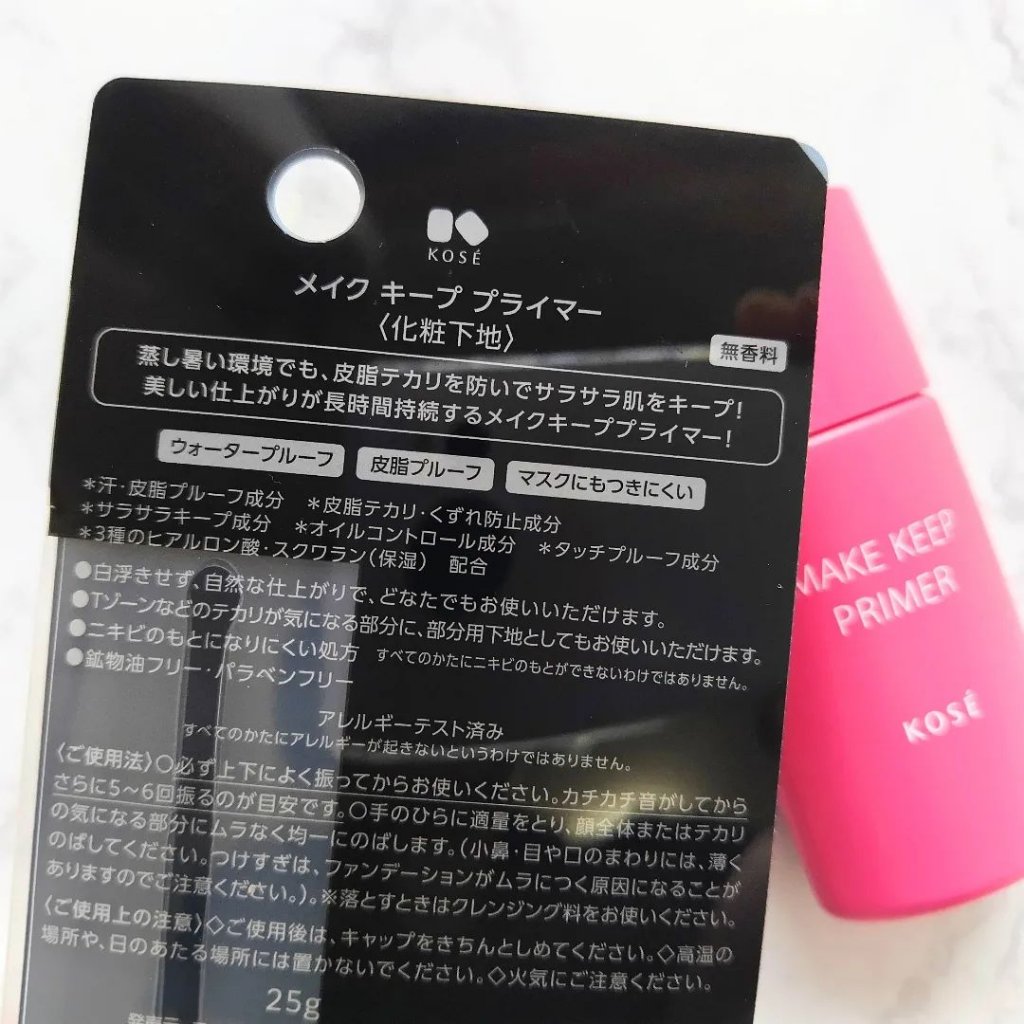 KOSÉ
メイク キープ プライマー
〈化粧下地〉
無香料
蒸し暑い環境でも、皮脂テカリを防いでサラサラ肌をキープ!
美しい仕上がりが長時間持続するメイクキーププライマー!
ウォータープルーフ 皮脂プルーフ マスクにもつきにくい
*汗・皮脂プルーフ成分 *皮脂テカリ・くずれ防止成分
*サラサラキープ成分 *オイルコントロール成分 *タッチプルーフ成分
*3種のヒアルロン酸・スクワラン(保湿) 配合
●白浮きせず、自然な仕上がりで、どなたでもお使いいただけます。
●Tゾーンなどのテカリが気になる部分に、部分用下地としてもお使いいただけます。
●ニキビのもとになりにくい処方 すべてのかたにニキビのもとができないわけではありません。
●鉱物油フリー・パラベンフリー
アレルギーテスト済み
すべてのかたにアレルギーが起きないというわけではありません。
〈ご使用法〉○必ず上下によく振ってからお使いください。カチカチ音がしてから
さらに5~6回振るのが目安です。○手のひらに適量をとり、顔全体またはテカリ
の気になる部分にムラなく均一にのばします。(小鼻・目や口のまわりには、薄く
のばしてください。つけすぎは、ファンデーションがムラにつく原因になることが
ありますのでご注意ください。)。※落とすときはクレンジング料をお使いください。
〈ご使用上の注意〉◇ご使用後は、キャップをきちんとしめてください。◇高温の
場所や、日のあたる場所には置かないでください。◇火気にご注意ください。
25g
MAKE KEEP
PRIMER
KOSÉ